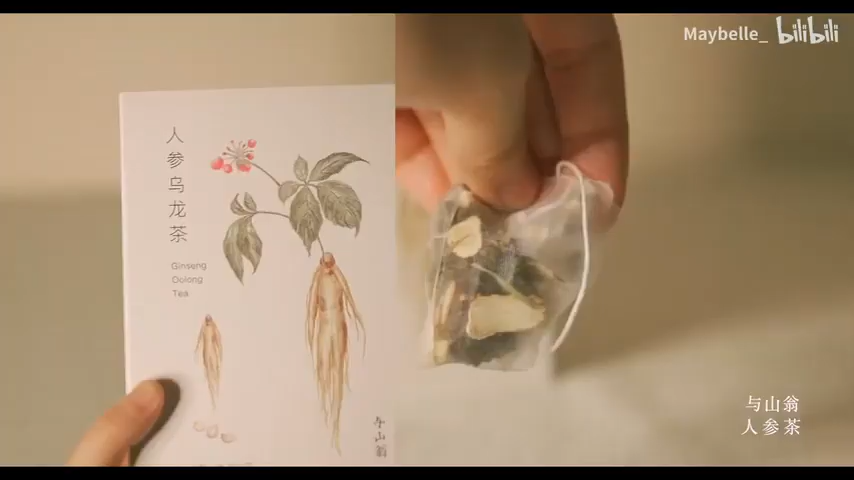 Maybelle_ bilibili
人参乌龙茶
Ginseng
Oolong
Tea
与山翁
与山翁
人参茶